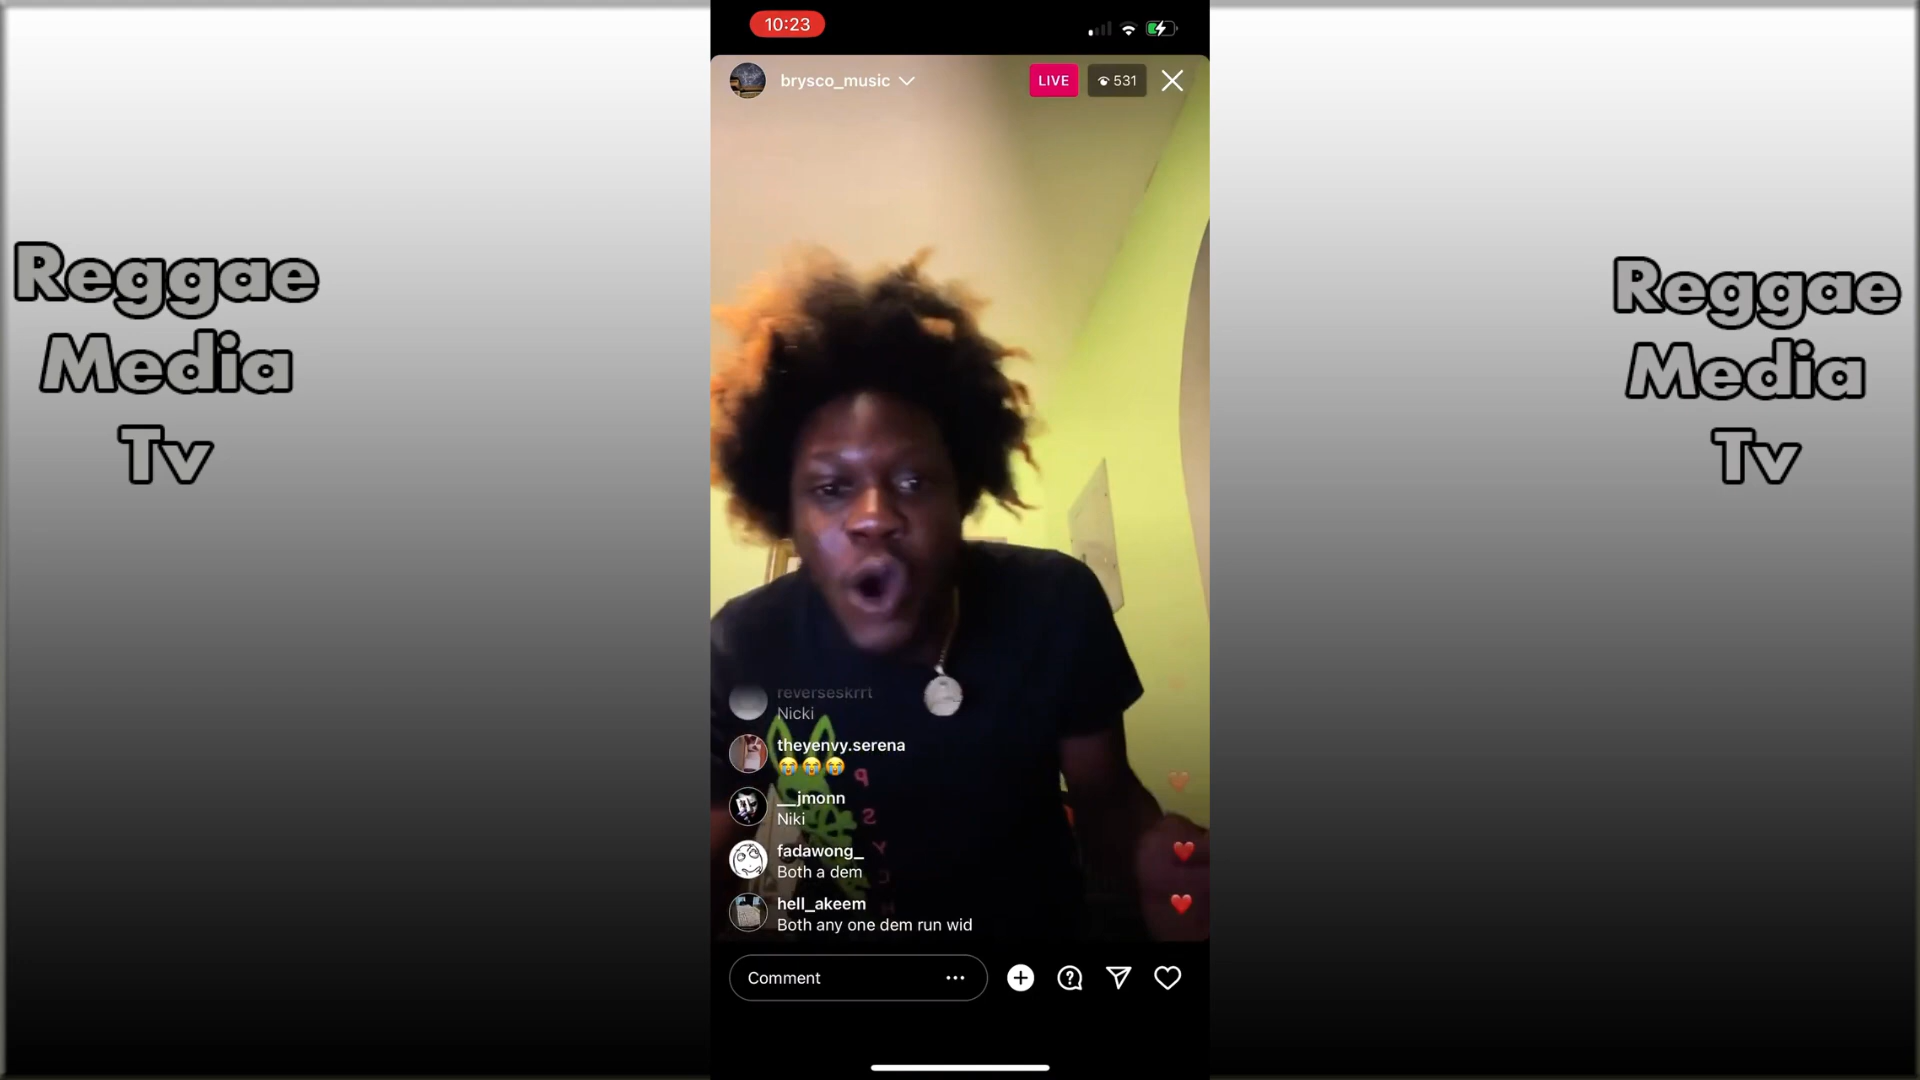 10:23
brysco_music
LIVE
531
Reggae
Media
Tv
Reggae
Media
Tv
reverseskrrt
Nicki
theyenvy.serena
😭😭😭
__jmonn
Niki
fadawong_
Both a dem
hell_akeem
Both any one dem run wid
P
S
Y
C
H
Comment